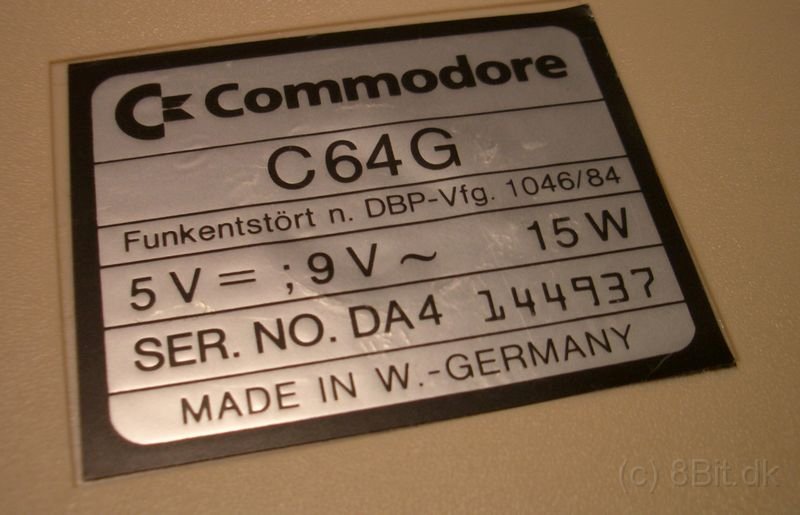 Commodore
C64G
Funkentstört n. DBP-Vfg. 1046/84
5V ⎓ ; 9V ~ 15W
SER. NO. DA4 144937
MADE IN W.-GERMANY
(c) 8Bit.dk